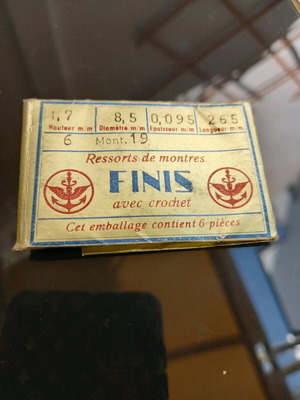 1,7 8,5 0,095 265
Hauteur m/m Diamètre m/m Epaisseur m/m Longueur m/m
6 Mont. 19
Ressorts de montres
FINIS
avec crochet
Cet emballage contient 6 pièces